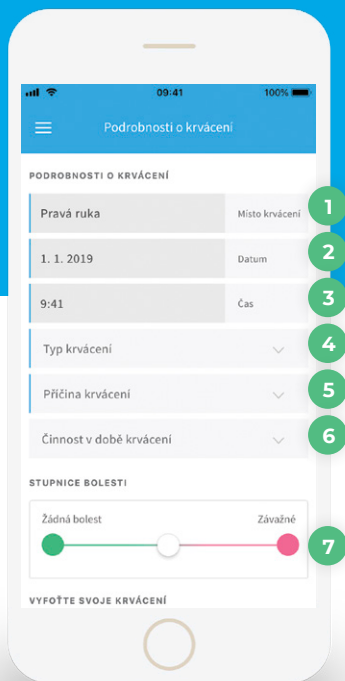 09:41 100%
Podrobnosti o krvácení
PODROBNOSTI O KRVÁCENÍ
Pravá ruka Místo krvácení 1
1. 1. 2019 Datum 2
9:41 Čas 3
Typ krvácení 4
Příčina krvácení 5
Činnost v době krvácení 6
STUPNICE BOLESTI
Žádná bolest Závažné
7
VYFOŤTE SVOJE KRVÁCENÍ